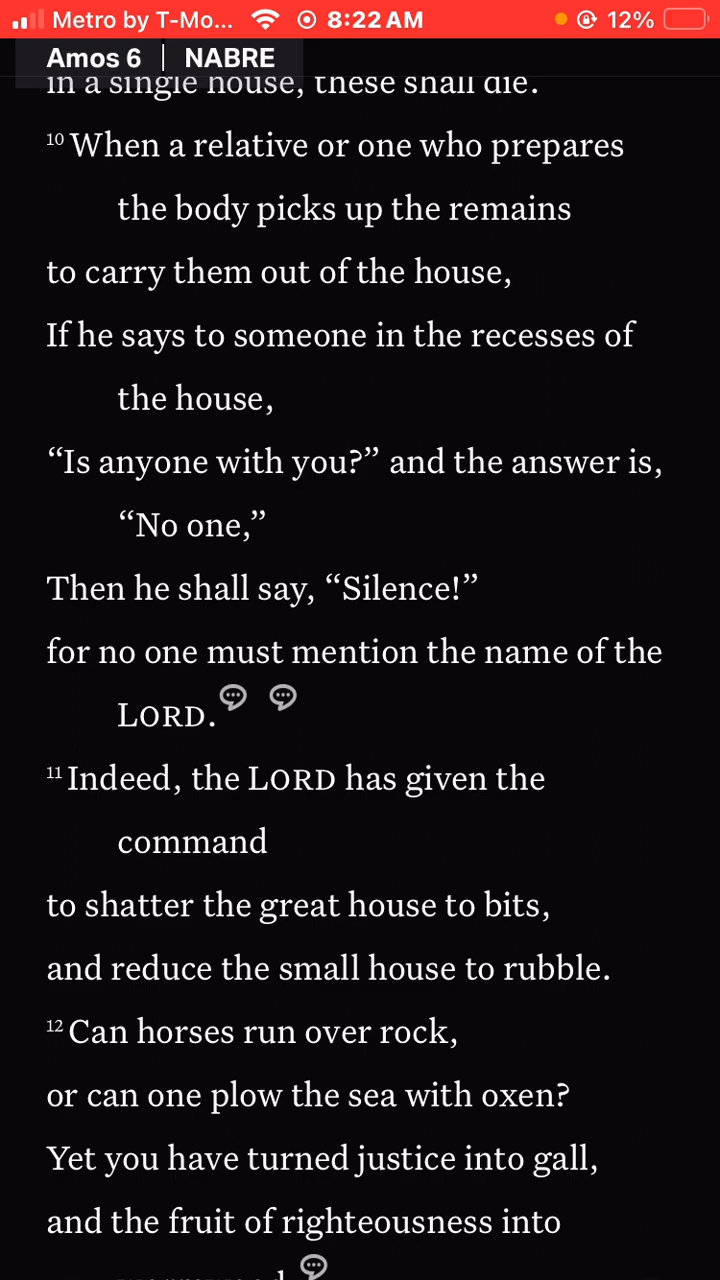 Metro by T-Mo... 8:22 AM 12%
Amos 6 NABRE
in a single house, these shall die.
10 When a relative or one who prepares
the body picks up the remains
to carry them out of the house,
If he says to someone in the recesses of
the house,
“Is anyone with you?” and the answer is,
“No one,”
Then he shall say, “Silence!”
for no one must mention the name of the
LORD.
11 Indeed, the LORD has given the
command
to shatter the great house to bits,
and reduce the small house to rubble.
12 Can horses run over rock,
or can one plow the sea with oxen?
Yet you have turned justice into gall,
and the fruit of righteousness into